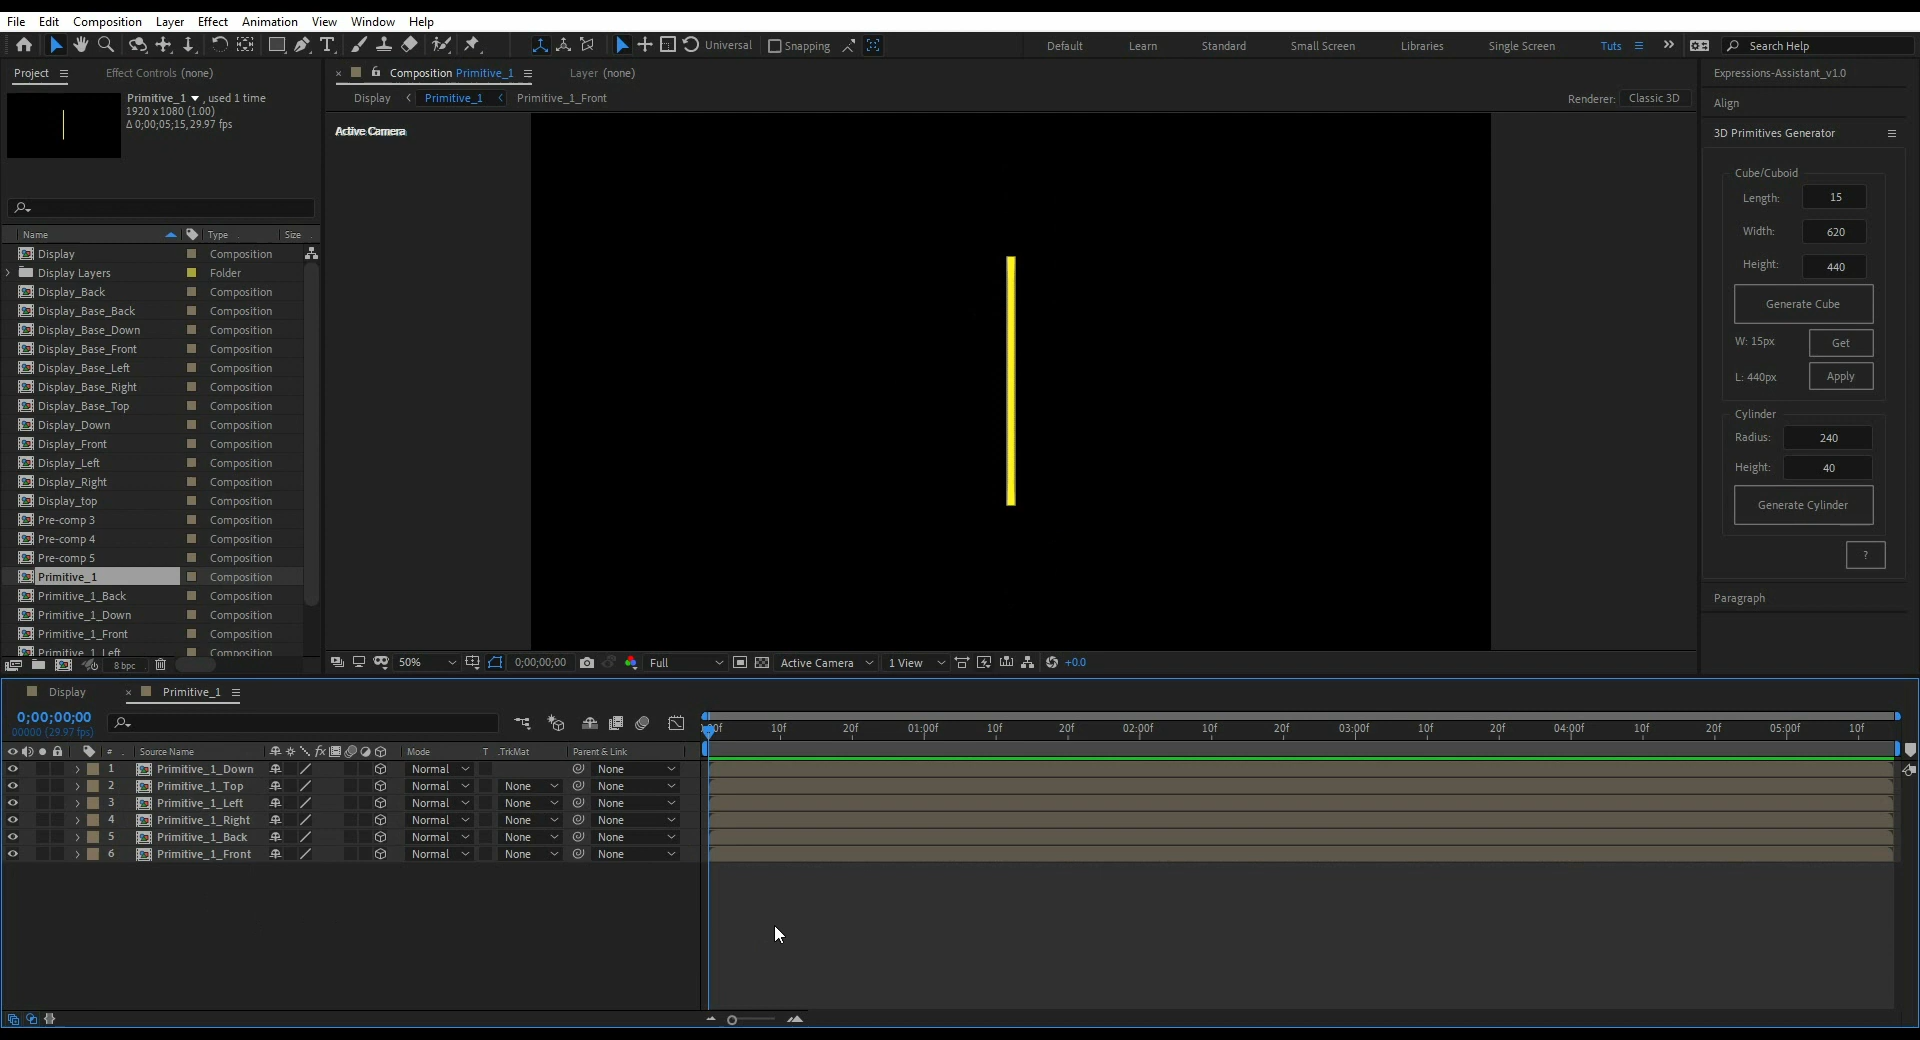 File Edit Composition Layer Effect Animation View Window Help
Universal Snapping Default Learn Standard Small Screen Libraries Single Screen Tuts Search Help
Project Effect Controls (none)
Primitive_1 , used 1 time
1920 x 1080 (1.00)
Δ 0;00;05;15, 29.97 fps
Name Type Size
Display Composition
Display Layers Folder
Display_Back Composition
Display_Base_Back Composition
Display_Base_Down Composition
Display_Base_Front Composition
Display_Base_Left Composition
Display_Base_Right Composition
Display_Base_Top Composition
Display_Down Composition
Display_Front Composition
Display_Left Composition
Display_Right Composition
Display_top Composition
Pre-comp 3 Composition
Pre-comp 4 Composition
Pre-comp 5 Composition
Primitive_1 Composition
Primitive_1_Back Composition
Primitive_1_Down Composition
Primitive_1_Front Composition
Primitive_1_Left Composition
8 bpc
Composition Primitive_1 Layer (none)
Display Primitive_1 Primitive_1_Front Renderer: Classic 3D
Active Camera
50% 0;00;00;00 Full Active Camera 1 View +0.0
Expressions-Assistant_v1.0
Align
3D Primitives Generator
Cube/Cuboid
Length: 15
Width: 620
Height: 440
Generate Cube
W: 15px Get
L: 440px Apply
Cylinder
Radius: 240
Height: 40
Generate Cylinder
?
Paragraph
Display Primitive_1
0;00;00;00
00000 (29.97 fps)
10f 20f 01:00f 10f 20f 02:00f 10f 20f 03:00f 10f 20f 04:00f 10f 20f 05:00f 10f
# Source Name fx Mode T .TrkMat Parent & Link
1 Primitive_1_Down Normal None
2 Primitive_1_Top Normal None None
3 Primitive_1_Left Normal None None
4 Primitive_1_Right Normal None None
5 Primitive_1_Back Normal None None
6 Primitive_1_Front Normal None None